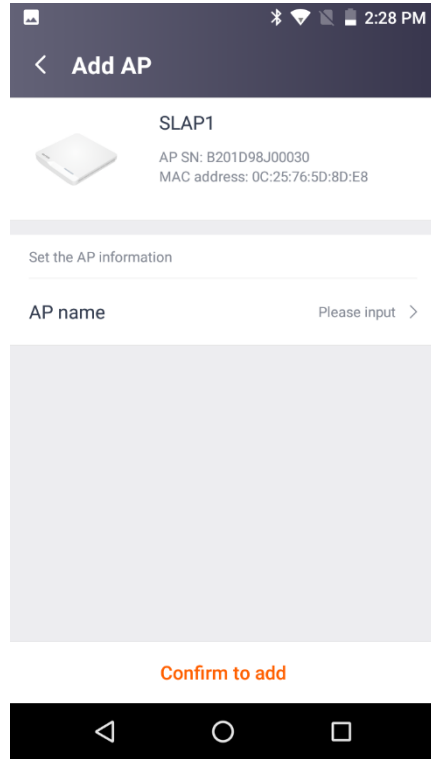 2:28 PM
Add AP
SLAP1
AP SN: B201D98J00030
MAC address: 0C:25:76:5D:8D:E8
Set the AP information
AP name
Please input
Confirm to add